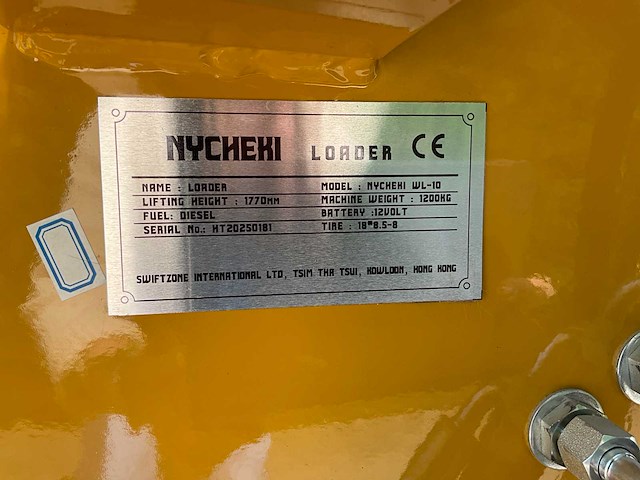 NYCHEKI LOADER CE
NAME : LOADER MODEL : NYCHEKI WL-10
LIFTING HEIGHT : 1770MM MACHINE WEIGHT : 1200KG
FUEL: DIESEL BATTERY :12VOLT
SERIAL No.: HT20250181 TIRE : 18*8.5-8
SWIFTZONE INTERNATIONAL LTD, TSIM THA TSUI, KOWLOON, HONG KONG